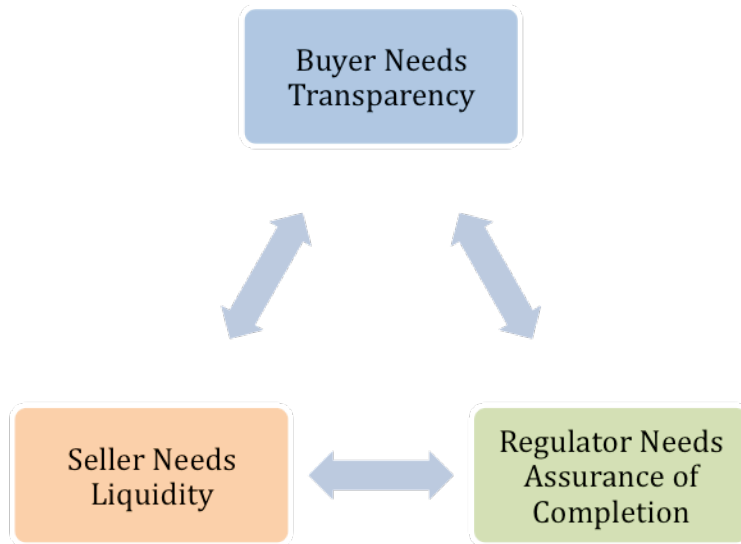 Buyer Needs
Transparency
Seller Needs
Liquidity
Regulator Needs
Assurance of
Completion